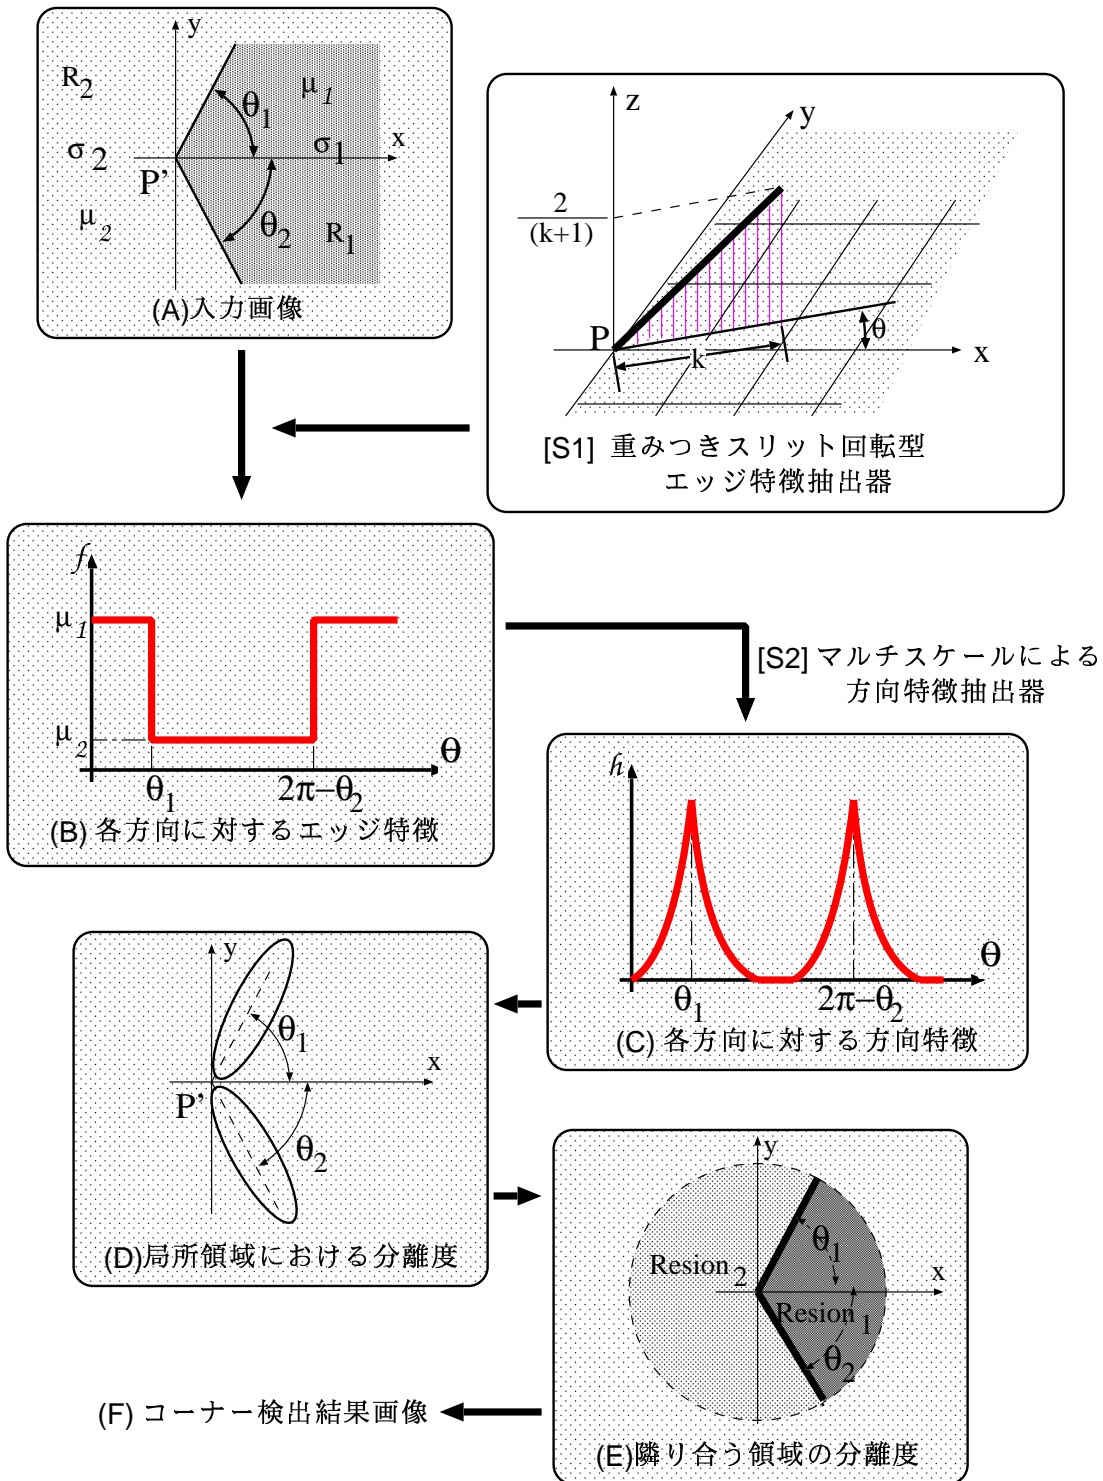 y
R2
μ1
θ1
x
σ2
σ1
P'
μ2
θ2
R1
(A)入力画像
z
y
2
(k+1)
P
k
θ
x
[S1] 重みつきスリット回転型
エッジ特徴抽出器
f
μ1
μ2
θ
θ1
2π−θ2
(B) 各方向に対するエッジ特徴
[S2] マルチスケールによる
方向特徴抽出器
h
θ
θ1
2π−θ2
(C) 各方向に対する方向特徴
y
θ1
x
P'
θ2
(D)局所領域における分離度
y
θ1
Resion 2
x
Resion 1
θ2
(E)隣り合う領域の分離度
(F) コーナー検出結果画像